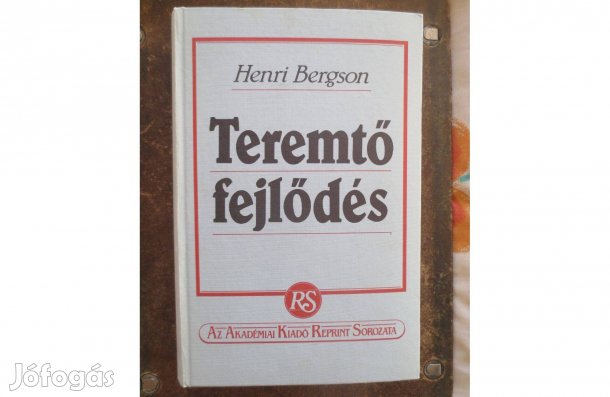 Henri Bergson
Teremtő
fejlődés
RS
AZ AKADÉMIAI KIADÓ REPRINT SOROZATA
Jófogás